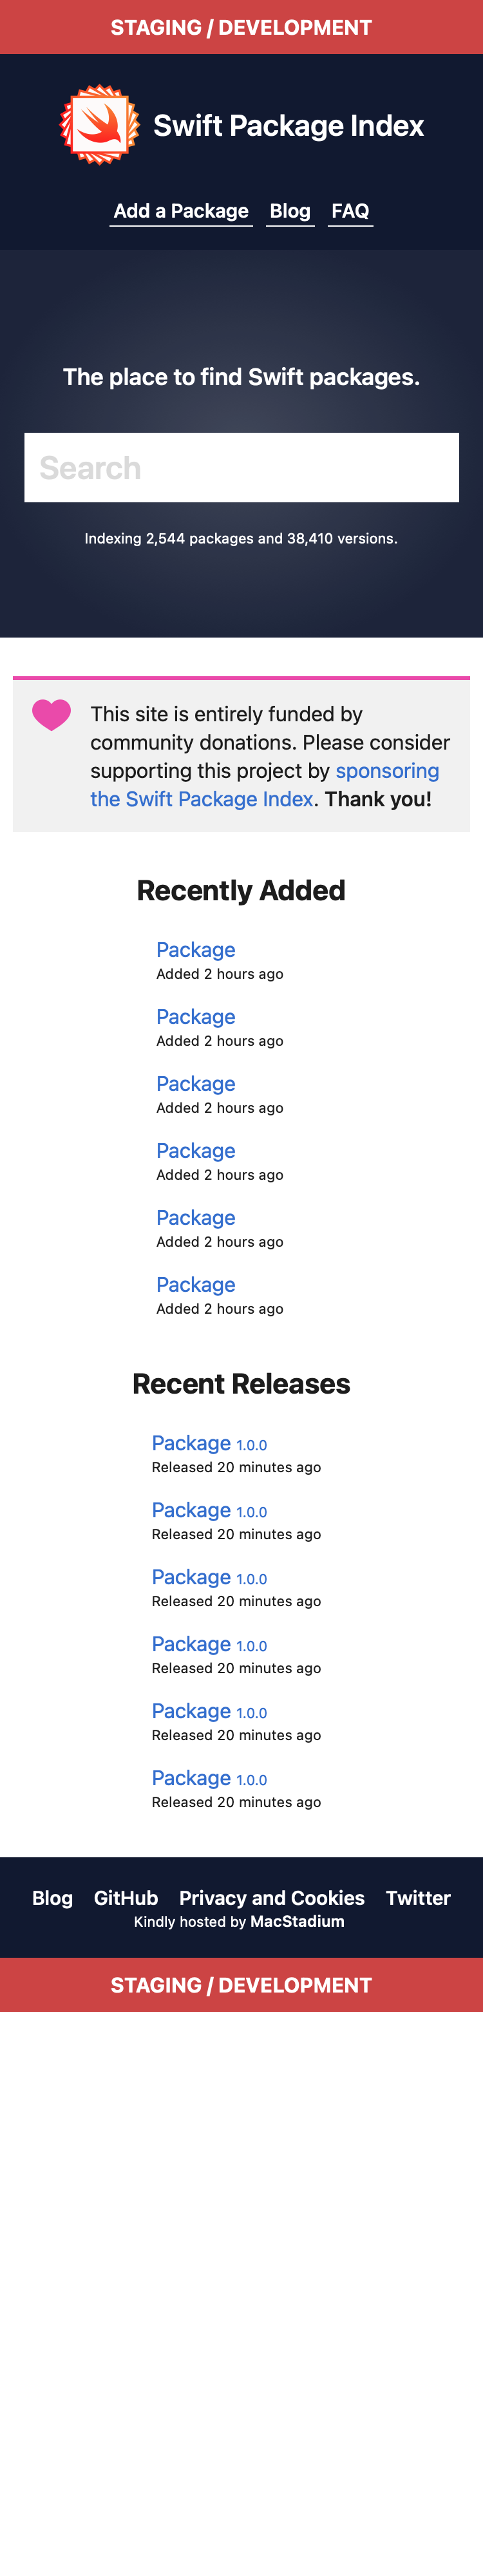 STAGING / DEVELOPMENT
Swift Package Index
Add a Package Blog FAQ
The place to find Swift packages.
Search
Indexing 2,544 packages and 38,410 versions.
This site is entirely funded by
community donations. Please consider
supporting this project by sponsoring
the Swift Package Index. Thank you!
Recently Added
Package
Added 2 hours ago
Package
Added 2 hours ago
Package
Added 2 hours ago
Package
Added 2 hours ago
Package
Added 2 hours ago
Package
Added 2 hours ago
Recent Releases
Package 1.0.0
Released 20 minutes ago
Package 1.0.0
Released 20 minutes ago
Package 1.0.0
Released 20 minutes ago
Package 1.0.0
Released 20 minutes ago
Package 1.0.0
Released 20 minutes ago
Package 1.0.0
Released 20 minutes ago
Blog GitHub Privacy and Cookies Twitter
Kindly hosted by MacStadium
STAGING / DEVELOPMENT